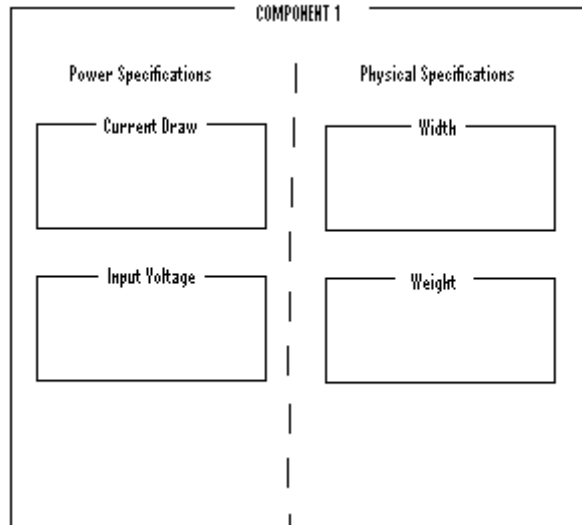 COMPONENT 1
Power Specifications
Physical Specifications
Current Draw
Width
Input Voltage
Weight